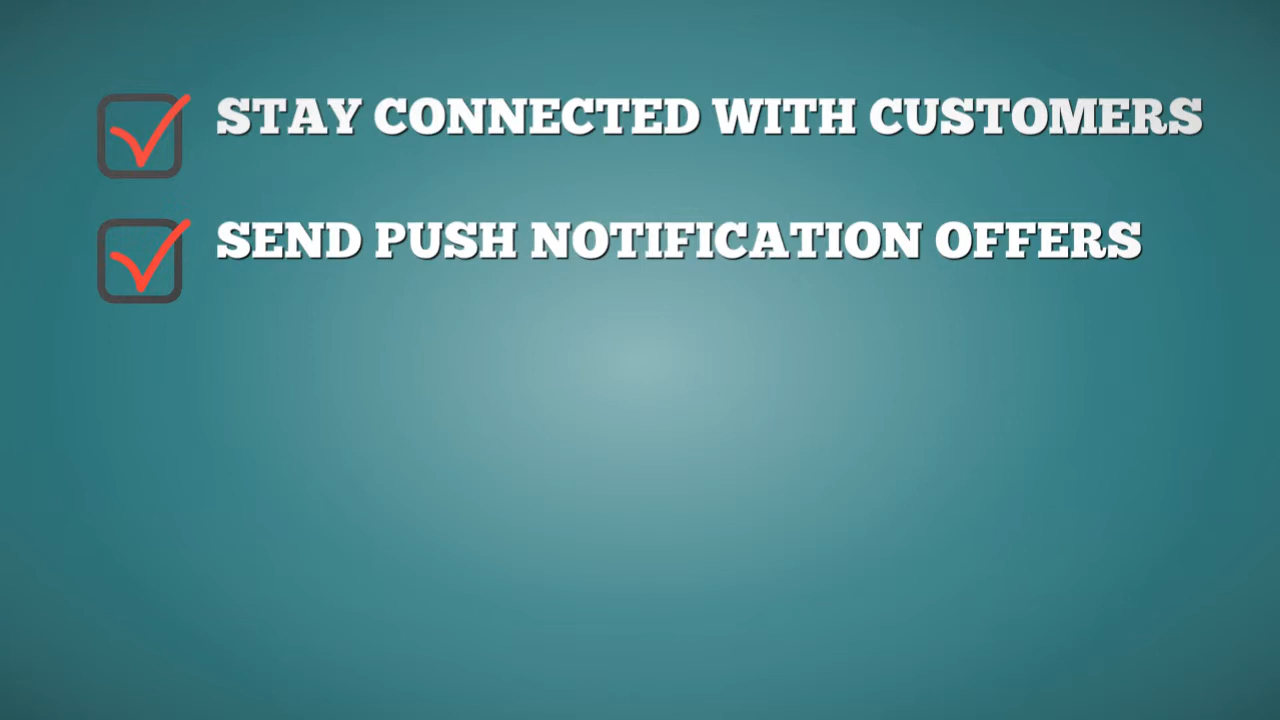 STAY CONNECTED WITH CUSTOMERS
SEND PUSH NOTIFICATION OFFERS